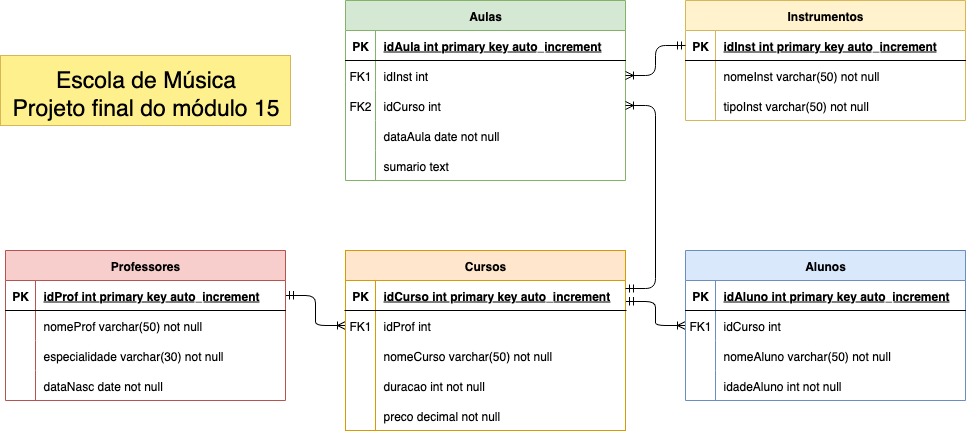 Escola de Música
Projeto final do módulo 15
Aulas
PK idAula int primary key auto_increment
FK1 idInst int
FK2 idCurso int
dataAula date not null
sumario text
Instrumentos
PK idInst int primary key auto_increment
nomeInst varchar(50) not null
tipoInst varchar(50) not null
Professores
PK idProf int primary key auto_increment
nomeProf varchar(50) not null
especialidade varchar(30) not null
dataNasc date not null
Cursos
PK idCurso int primary key auto_increment
FK1 idProf int
nomeCurso varchar(50) not null
duracao int not null
preco decimal not null
Alunos
PK idAluno int primary key auto_increment
FK1 idCurso int
nomeAluno varchar(50) not null
idadeAluno int not null